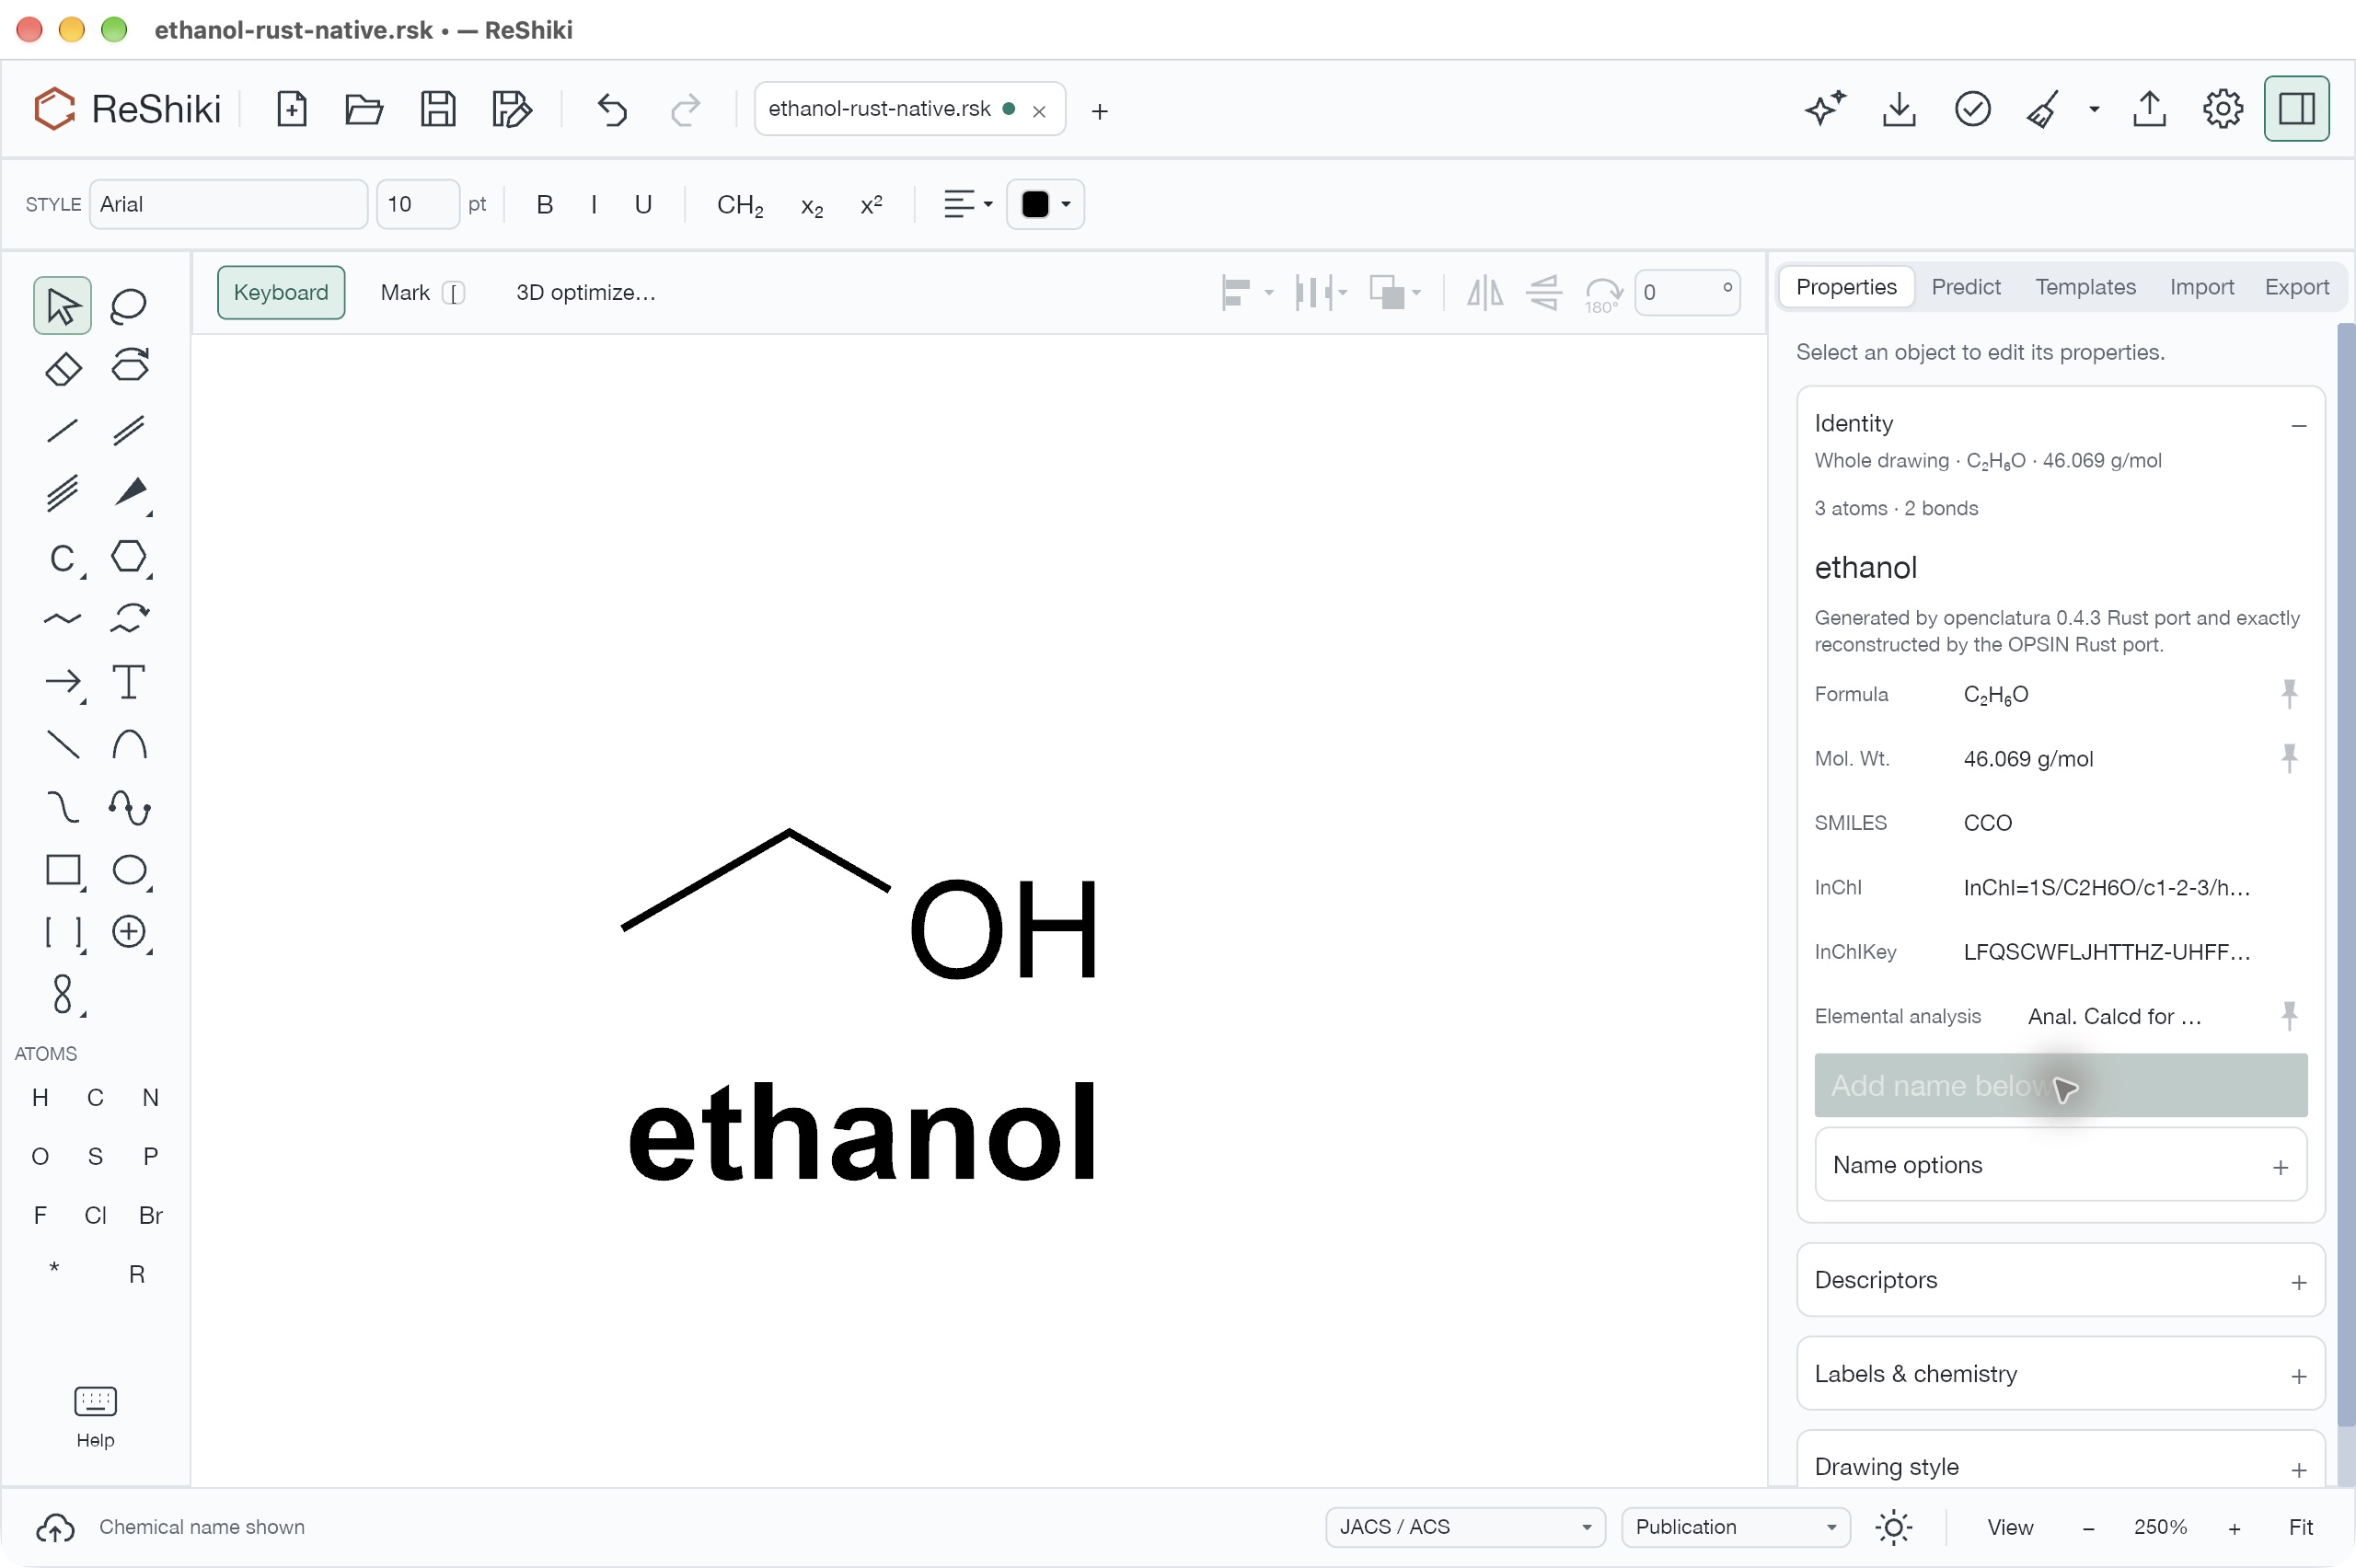 ethanol-rust-native.rsk • — ReShiki
ReShiki
ethanol-rust-native.rsk
STYLE Arial 10 pt B I U CH₂ x₂ x²
Keyboard Mark [ 3D optimize... 180° 0 °
Properties Predict Templates Import Export
Select an object to edit its properties.
Identity
Whole drawing · C₂H₆O · 46.069 g/mol
3 atoms · 2 bonds
ethanol
Generated by openclatura 0.4.3 Rust port and exactly
reconstructed by the OPSIN Rust port.
Formula C₂H₆O
Mol. Wt. 46.069 g/mol
SMILES CCO
InChI InChI=1S/C2H6O/c1-2-3/h...
InChIKey LFQSCWFLJHTTHZ-UHFF...
Elemental analysis Anal. Calcd for ...
Add name below
Name options
Descriptors
Labels & chemistry
Drawing style
C
T
OH
ethanol
ATOMS
H C N
O S P
F Cl Br
* R
Help
Chemical name shown
JACS / ACS Publication View − 250% + Fit